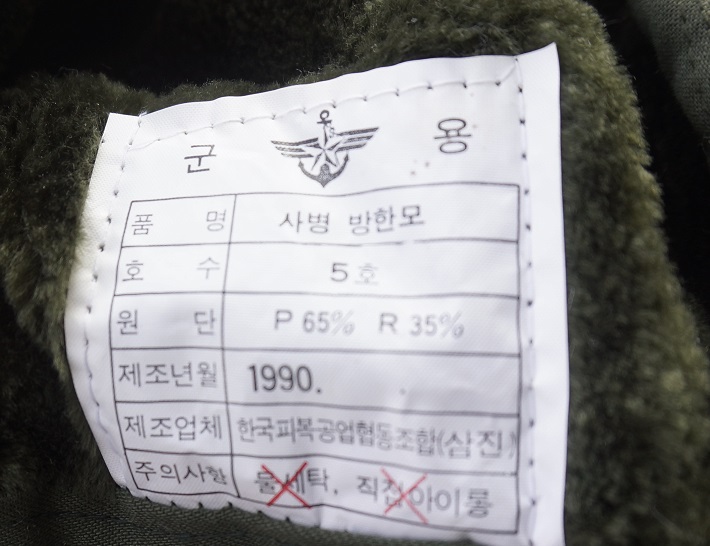 군 용
품 명 사병 방한모
호 수 5호
원 단 P 65% R 35%
제조년월 1990.
제조업체 한국피복공업협동조합(삼진)
주의사항 물세탁, 직접아이롱